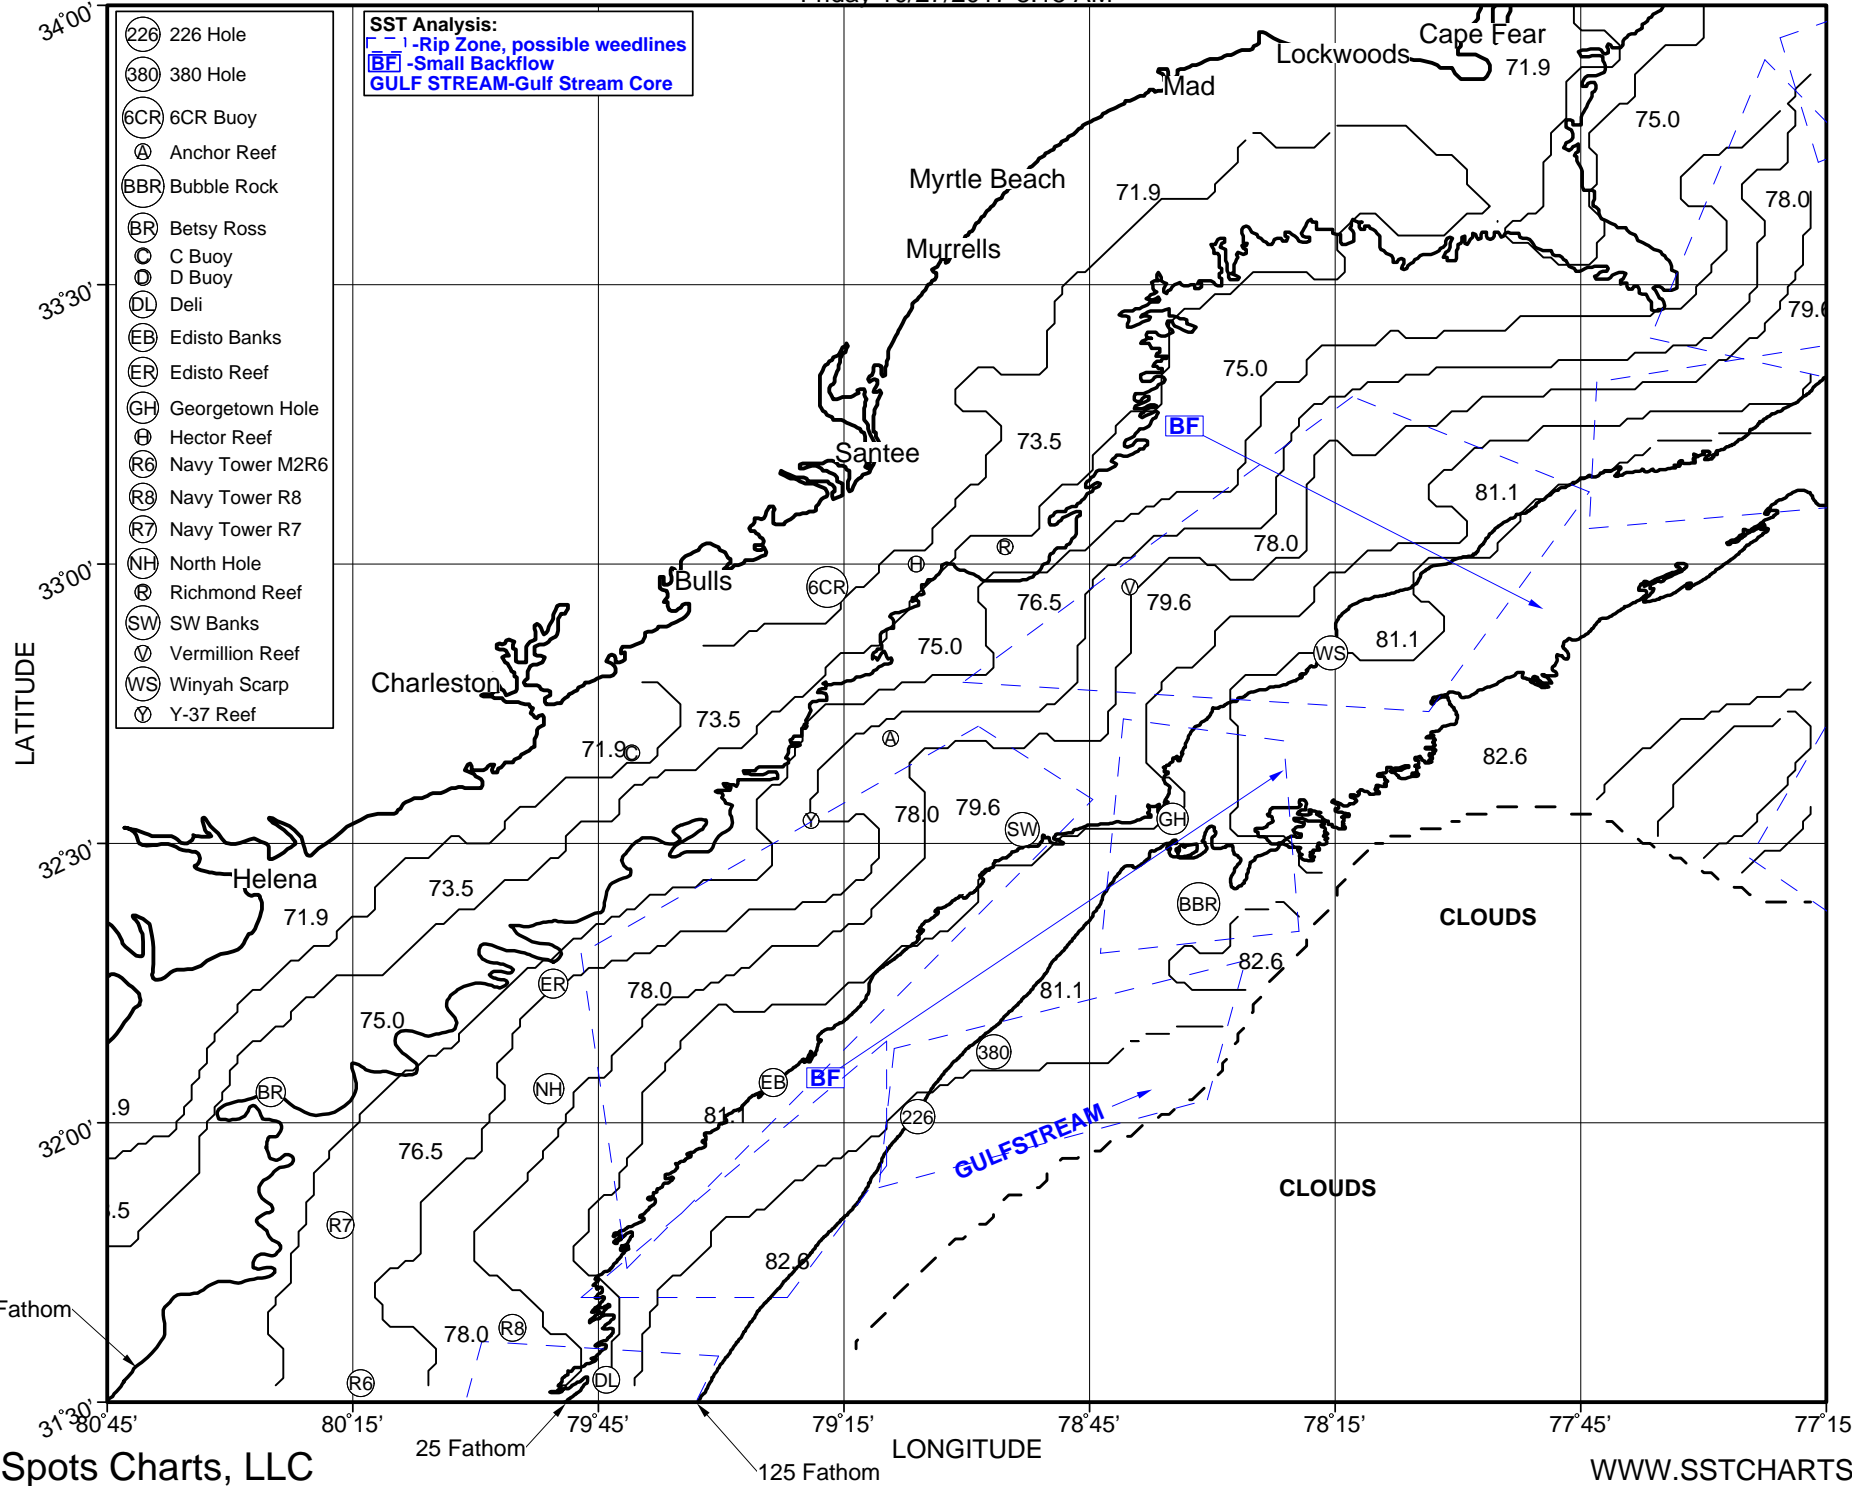 34°00'
226 226 Hole
380 380 Hole
6CR 6CR Buoy
A Anchor Reef
BBR Bubble Rock
BR Betsy Ross
C C Buoy
D D Buoy
DL Deli
EB Edisto Banks
ER Edisto Reef
GH Georgetown Hole
H Hector Reef
R6 Navy Tower M2R6
R8 Navy Tower R8
R7 Navy Tower R7
NH North Hole
R Richmond Reef
SW SW Banks
V Vermillion Reef
WS Winyah Scarp
Y Y-37 Reef
SST Analysis:
-Rip Zone, possible weedlines
BF -Small Backflow
GULF STREAM-Gulf Stream Core
Cape Fear
Lockwoods
71.9
Mad
75.0
Myrtle Beach
71.9
78.0
Murrells
33°30'
79.6
75.0
BF
73.5
Santee
81.1
R
78.0
33°00'
H
Bulls
6CR
V
76.5
79.6
75.0
81.1
WS
Charleston
LATITUDE
73.5
71.9
C
A
82.6
79.6
78.0
Y
SW
GH
32°30'
Helena
73.5
71.9
BBR
CLOUDS
82.6
ER
78.0
81.1
75.0
380
BF
EB
NH
BR
.9
81.1
226
GULFSTREAM
32°00'
76.5
CLOUDS
.5
R7
82.6
Fathom
78.0
R8
R6
DL
31°30'
80°45'
80°15'
79°45'
79°15'
78°45'
78°15'
77°45'
77°15'
25 Fathom
LONGITUDE
125 Fathom
Spots Charts, LLC
WWW.SSTCHARTS